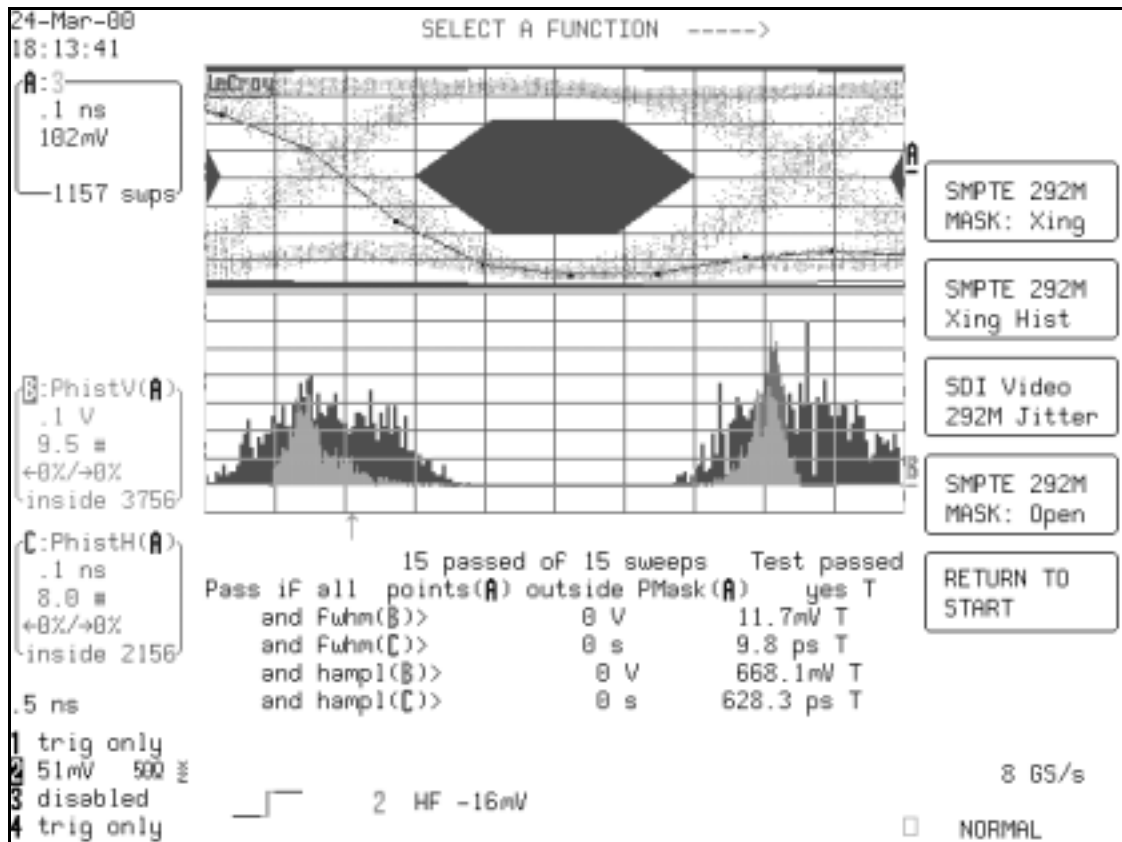 24-Mar-00
18:13:41
SELECT A FUNCTION ----->
A:3
.1 ns
102mV
1157 swps
LeCroy
A
B:PhistV(A)
.1 V
9.5 #
←0%/→0%
inside 3756
B
C:PhistH(A)
.1 ns
8.0 #
←0%/→0%
inside 2156
SMPTE 292M
MASK: Xing
SMPTE 292M
Xing Hist
SDI Video
292M Jitter
SMPTE 292M
MASK: Open
RETURN TO
START
15 passed of 15 sweeps Test passed
Pass if all points(A) outside PMask(A) yes T
and Fwhm(B)> 0 V 11.7mV T
and Fwhm(C)> 0 s 9.8 ps T
and hampl(B)> 0 V 668.1mV T
and hampl(C)> 0 s 628.3 ps T
.5 ns
1 trig only
2 51mV 50Ω
3 disabled
4 trig only
2 HF -16mV
8 GS/s
□ NORMAL